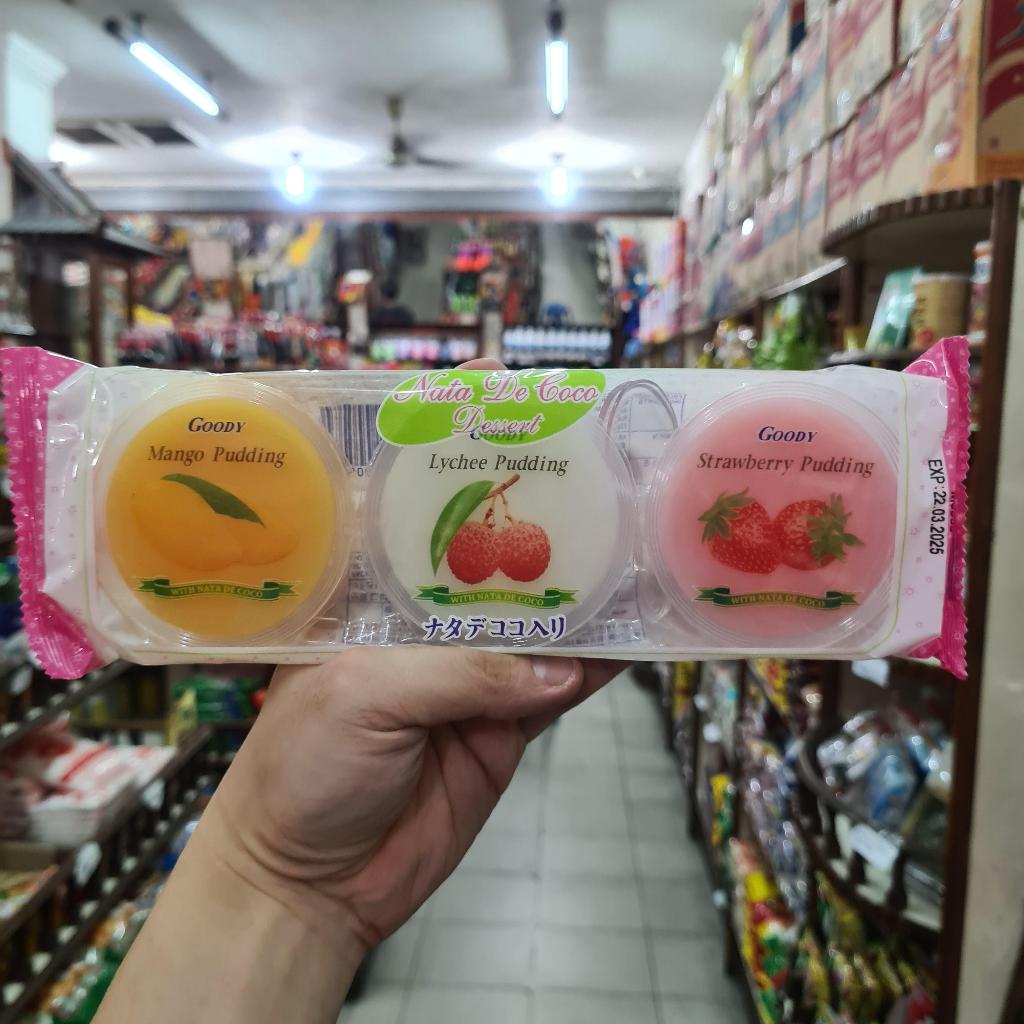 Nata De Coco
Dessert
GOODY
Mango Pudding
WITH NATA DE COCO
GOODY
Lychee Pudding
WITH NATA DE COCO
ナタデココ入リ
GOODY
Strawberry Pudding
WITH NATA DE COCO
EXP:22.03.2025